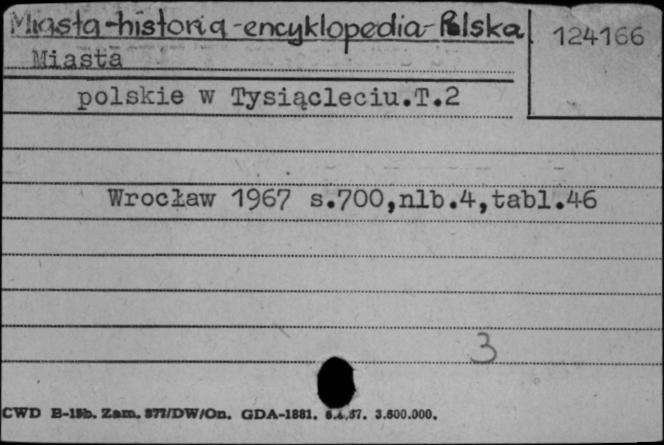 Miasta-historia-encyklopedia-Polska
124166
Miasta
polskie w Tysiącleciu.T.2
Wrocław 1967 s.700,nlb.4,tabl.46
3
CWD B-15b. Zam. 877/DW/On. GDA-1881. 3.600.000.